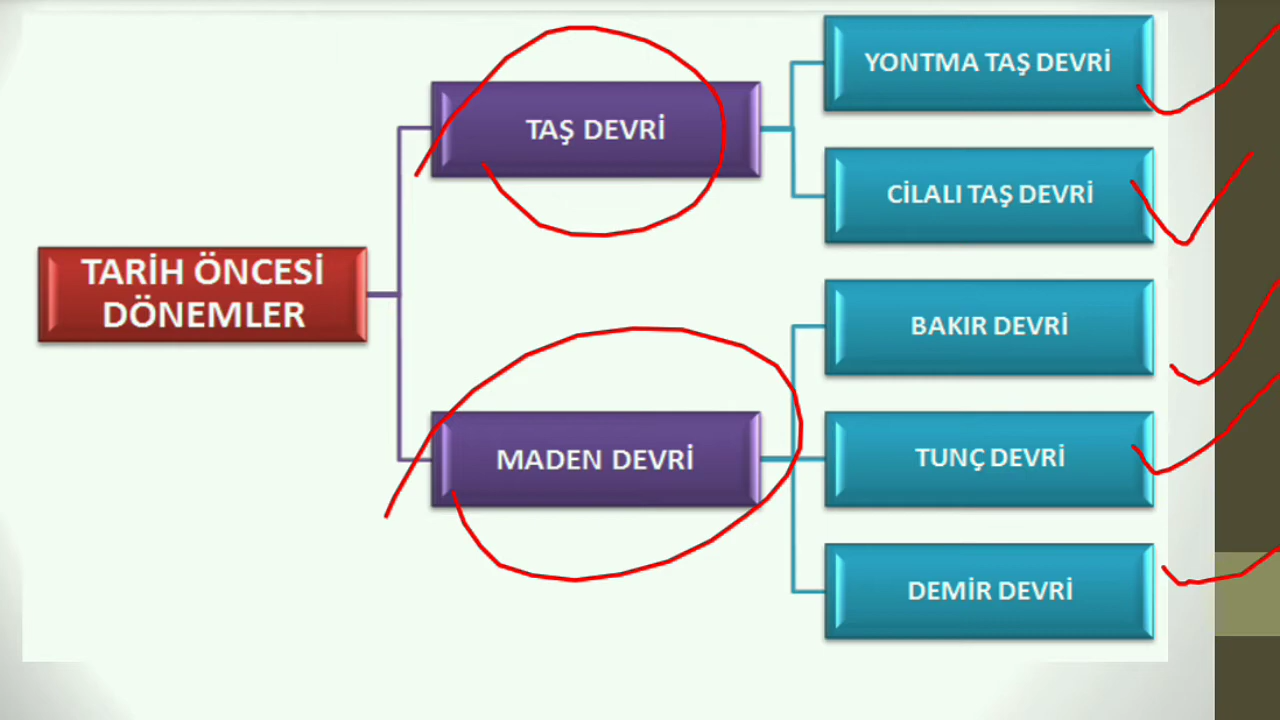 TARİH ÖNCESİ
DÖNEMLER
TAŞ DEVRİ
YONTMA TAŞ DEVRİ
CİLALI TAŞ DEVRİ
MADEN DEVRİ
BAKIR DEVRİ
TUNÇ DEVRİ
DEMİR DEVRİ